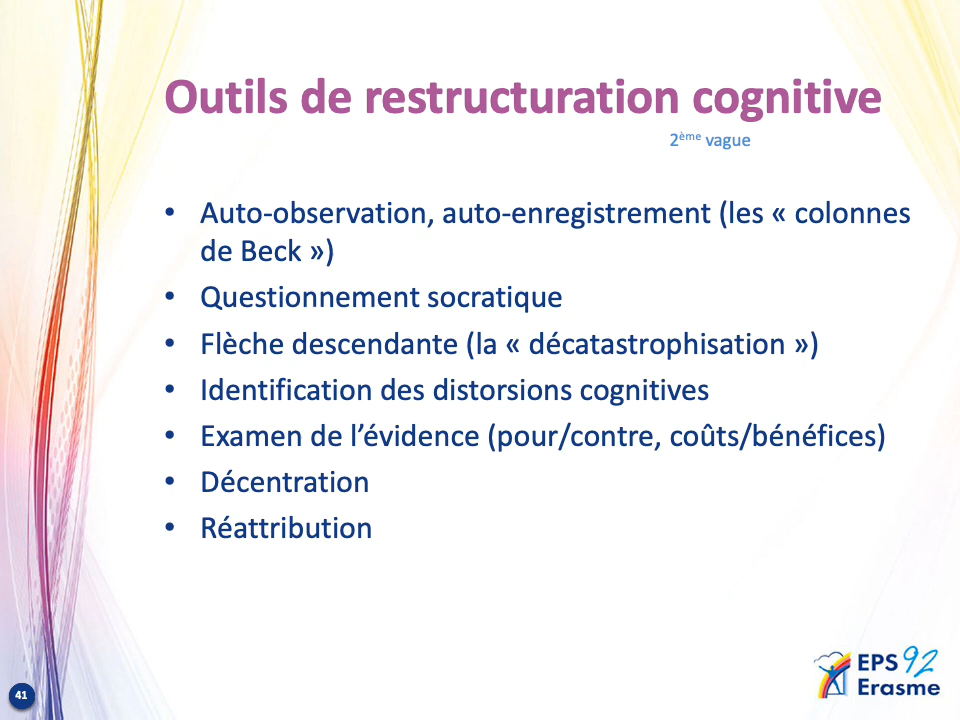 Outils de restructuration cognitive
2ème vague
• Auto-observation, auto-enregistrement (les « colonnes
de Beck »)
• Questionnement socratique
• Flèche descendante (la « décatastrophisation »)
• Identification des distorsions cognitives
• Examen de l’évidence (pour/contre, coûts/bénéfices)
• Décentration
• Réattribution
EPS 92
Erasme
41